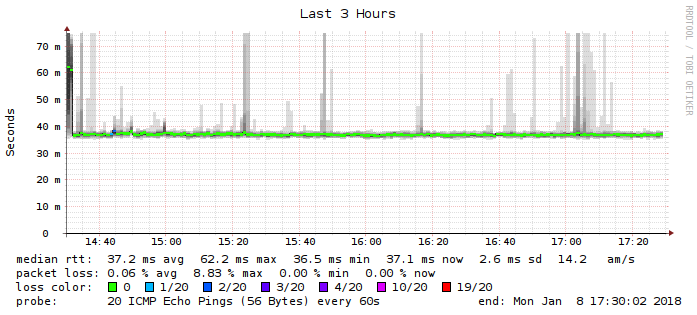 Last 3 Hours
RRDTOOL / TOBI OETIKER
Seconds
70 m
60 m
50 m
40 m
30 m
20 m
10 m
0
14:40 15:00 15:20 15:40 16:00 16:20 16:40 17:00 17:20
median rtt: 37.2 ms avg 62.2 ms max 36.5 ms min 37.1 ms now 2.6 ms sd 14.2 am/s
packet loss: 0.06 % avg 8.83 % max 0.00 % min 0.00 % now
loss color: 0 1/20 2/20 3/20 4/20 10/20 19/20
probe: 20 ICMP Echo Pings (56 Bytes) every 60s end: Mon Jan 8 17:30:02 2018